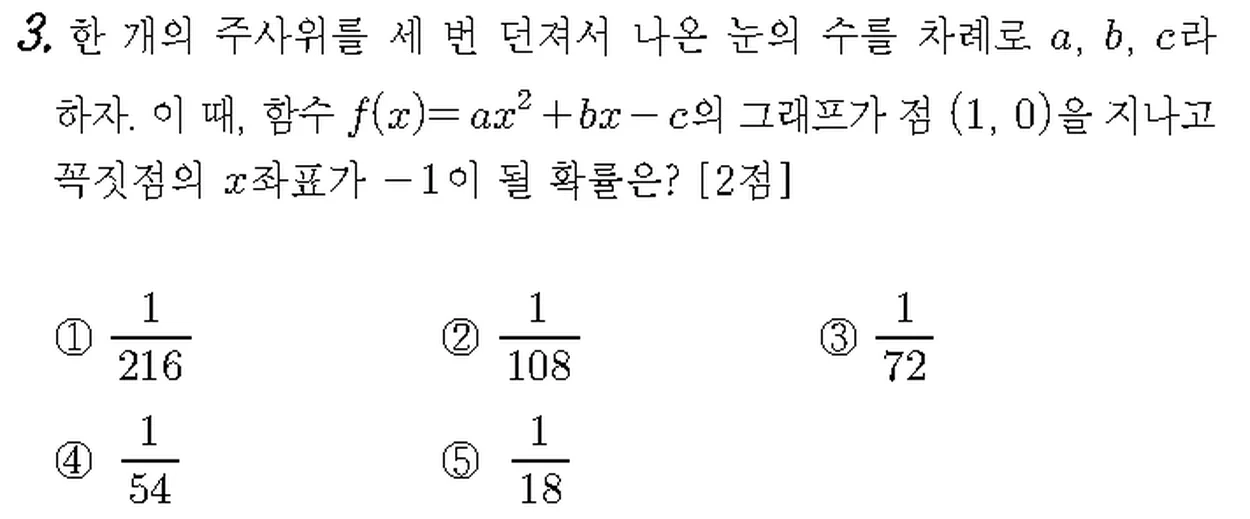 3. 한 개의 주사위를 세 번 던져서 나온 눈의 수를 차례로 a, b, c라
하자. 이 때, 함수 f(x)=ax²+bx-c의 그래프가 점 (1, 0)을 지나고
꼭짓점의 x좌표가 -1이 될 확률은? [2점]
① 1/216 ② 1/108 ③ 1/72
④ 1/54 ⑤ 1/18